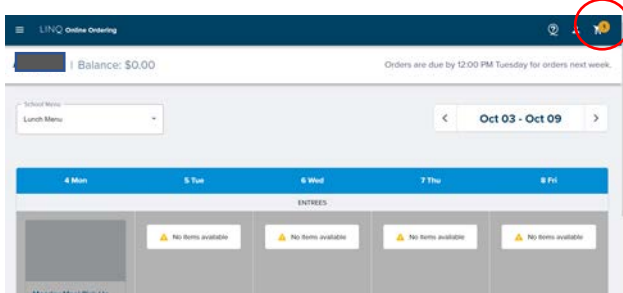 LINQ Online Ordering
| Balance: $0.00
Orders are due by 12:00 PM Tuesday for orders next week.
School Menu
Lunch Menu
< Oct 03 - Oct 09 >
4 Mon 5 Tue 6 Wed 7 Thu 8 Fri
ENTREES
No items available No items available No items available No items available